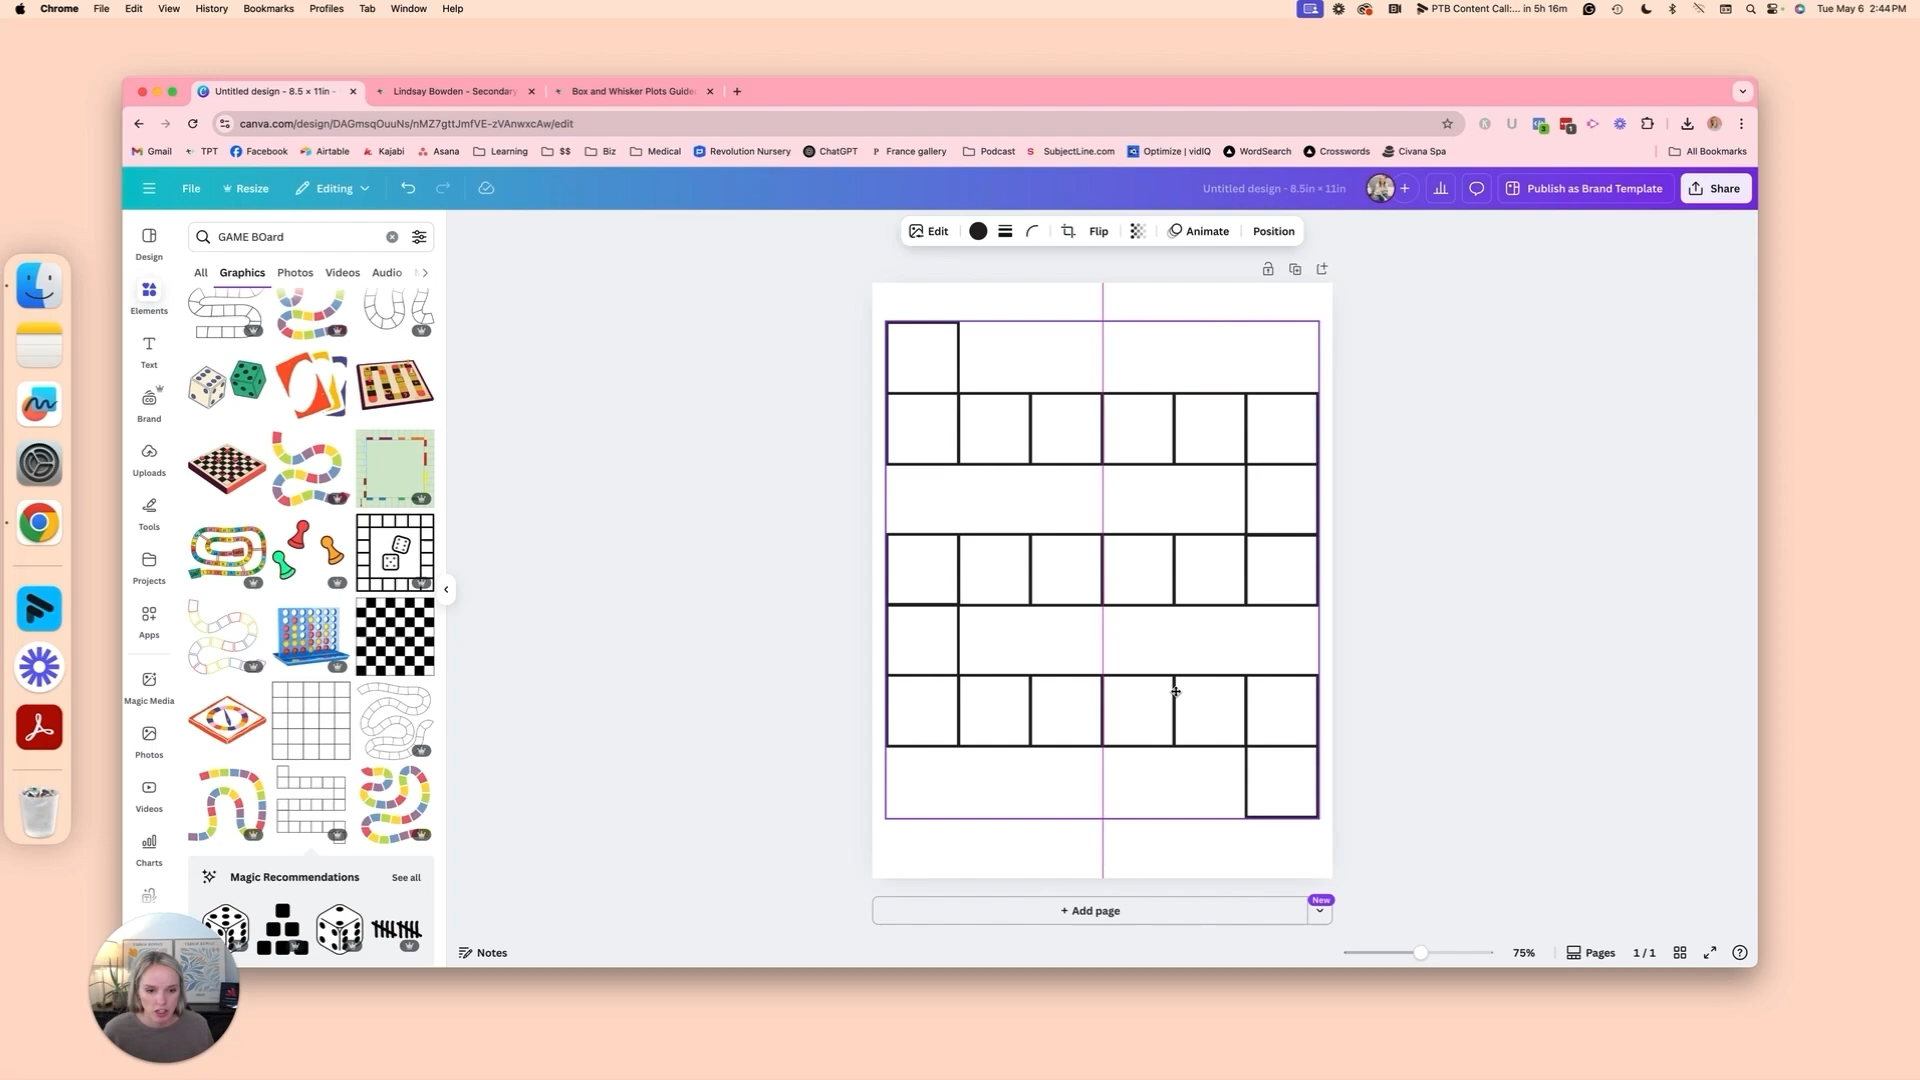 Chrome File Edit View History Bookmarks Profiles Tab Window Help
PTB Content Call:... in 5h 16m
Tue May 6 2:44 PM
Untitled design - 8.5 × 11in -
Lindsay Bowden - Secondary
Box and Whisker Plots Guide
canva.com/design/DAGmsqOuuNs/nMZ7gttJmfVE-zVAnwxcAw/edit
3
1
Gmail TPT Facebook Airtable Kajabi Asana Learning $$ Biz Medical Revolution Nursery ChatGPT France gallery Podcast SubjectLine.com Optimize | vidIQ WordSearch Crosswords Civana Spa All Bookmarks
File Resize Editing
Untitled design - 8.5in × 11in
Publish as Brand Template
Share
Design
Elements
Text
Brand
Uploads
Tools
Projects
Apps
Magic Media
Photos
Videos
Charts
GAME BOard
All Graphics Photos Videos Audio
Magic Recommendations See all
Edit Flip Animate Position
New
+ Add page
Notes
75%
Pages 1 / 1